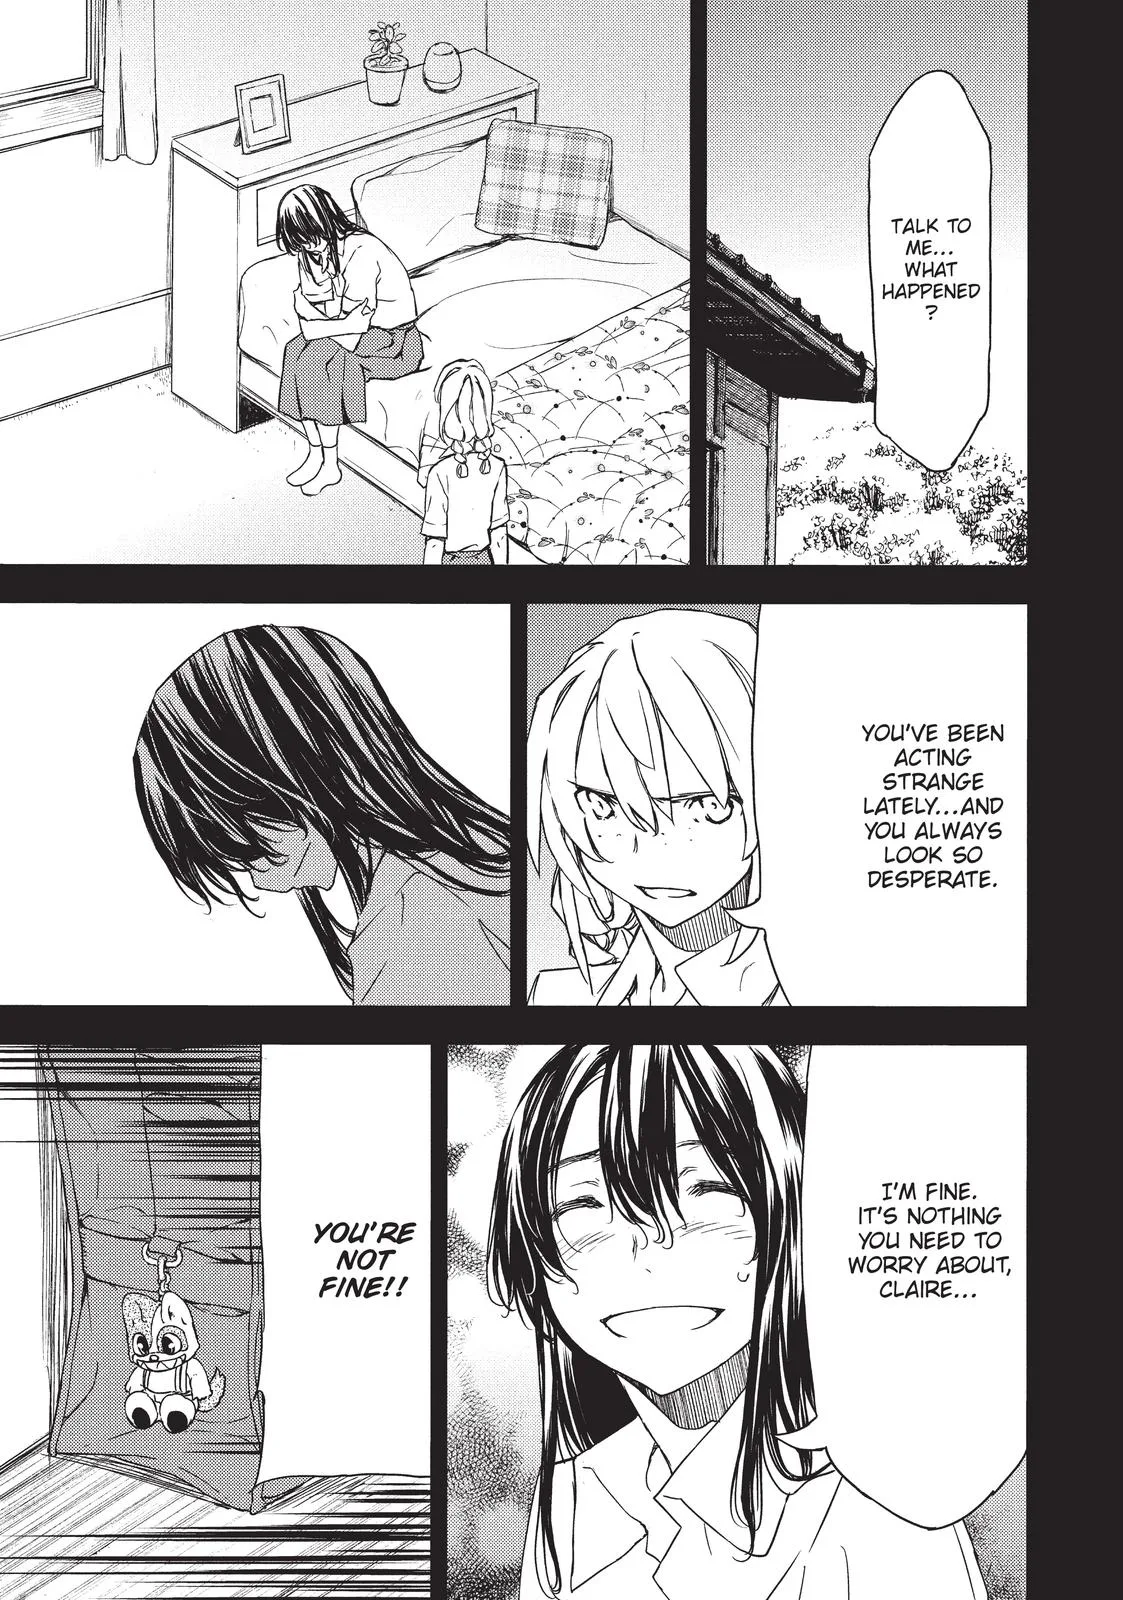 TALK TO
ME...
WHAT
HAPPENED
?
YOU'VE BEEN
ACTING
STRANGE
LATELY...AND
YOU ALWAYS
LOOK SO
DESPERATE.
I'M FINE.
IT'S NOTHING
YOU NEED TO
WORRY ABOUT,
CLAIRE...
YOU'RE
NOT
FINE!!